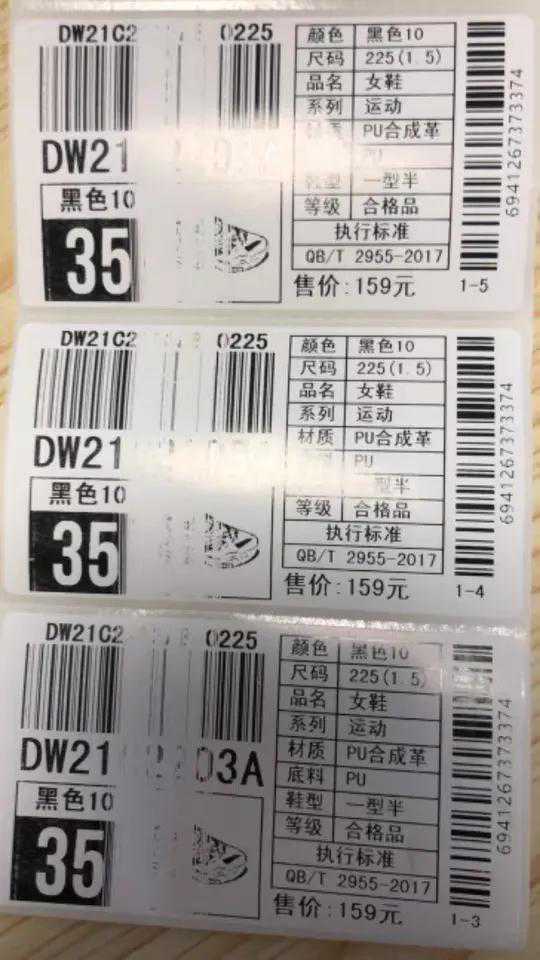 DW21C2 0225
DW21
黑色10
35
颜色 黑色10
尺码 225(1.5)
品名 女鞋
系列 运动
PU合成革
PU
一型半
等级 合格品
执行标准
QB/T 2955-2017
售价:159元
1-5
6941267373374
DW21C2 0225
DW21
黑色10
35
颜色 黑色10
尺码 225(1.5)
品名 女鞋
系列 运动
材质 PU合成革
PU
型半
等级 合格品
执行标准
QB/T 2955-2017
售价:159元
1-4
6941267373374
DW21C2 0225
DW21 03A
黑色10
35
颜色 黑色10
尺码 225(1.5)
品名 女鞋
系列 运动
材质 PU合成革
底料 PU
鞋型 一型半
等级 合格品
执行标准
QB/T 2955-2017
售价:159元
1-3
6941267373374